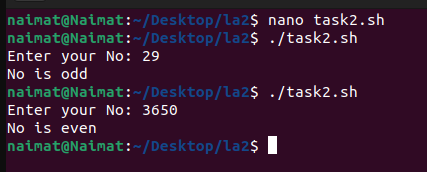 naimat@Naimat:~/Desktop/la2$ nano task2.sh
naimat@Naimat:~/Desktop/la2$ ./task2.sh
Enter your No: 29
No is odd
naimat@Naimat:~/Desktop/la2$ ./task2.sh
Enter your No: 3650
No is even
naimat@Naimat:~/Desktop/la2$